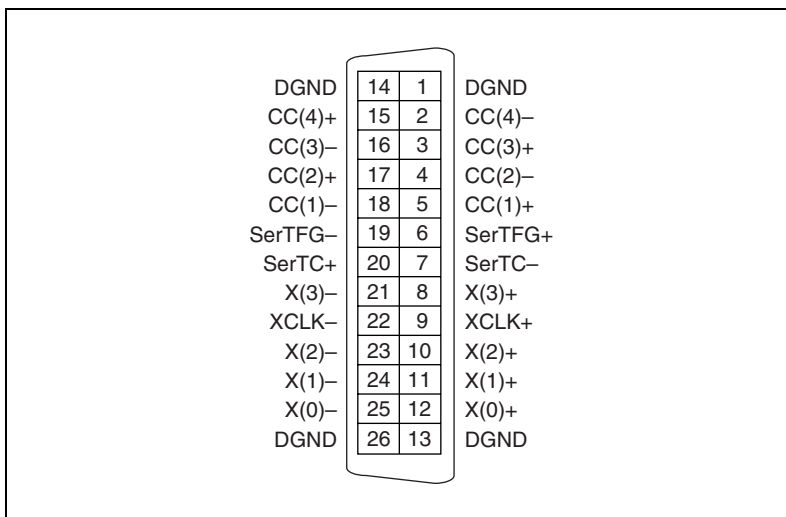 DGND 14 1 DGND
CC(4)+ 15 2 CC(4)–
CC(3)– 16 3 CC(3)+
CC(2)+ 17 4 CC(2)–
CC(1)– 18 5 CC(1)+
SerTFG– 19 6 SerTFG+
SerTC+ 20 7 SerTC–
X(3)– 21 8 X(3)+
XCLK– 22 9 XCLK+
X(2)– 23 10 X(2)+
X(1)– 24 11 X(1)+
X(0)– 25 12 X(0)+
DGND 26 13 DGND